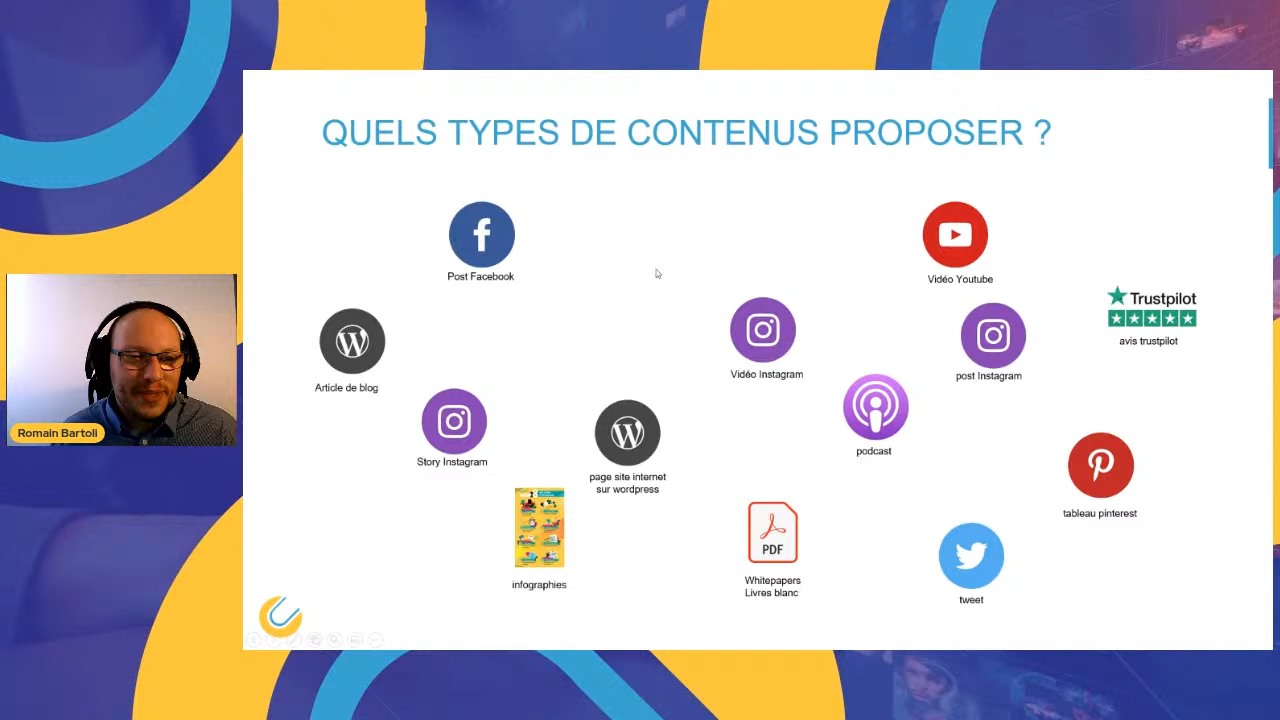 QUELS TYPES DE CONTENUS PROPOSER ?
Post Facebook
Vidéo Youtube
Trustpilot
avis trustpilot
Article de blog
Vidéo Instagram
post Instagram
Story Instagram
page site internet
sur wordpress
podcast
tableau pinterest
infographies
PDF
Whitepapers
Livres blanc
tweet
Romain Bartoli